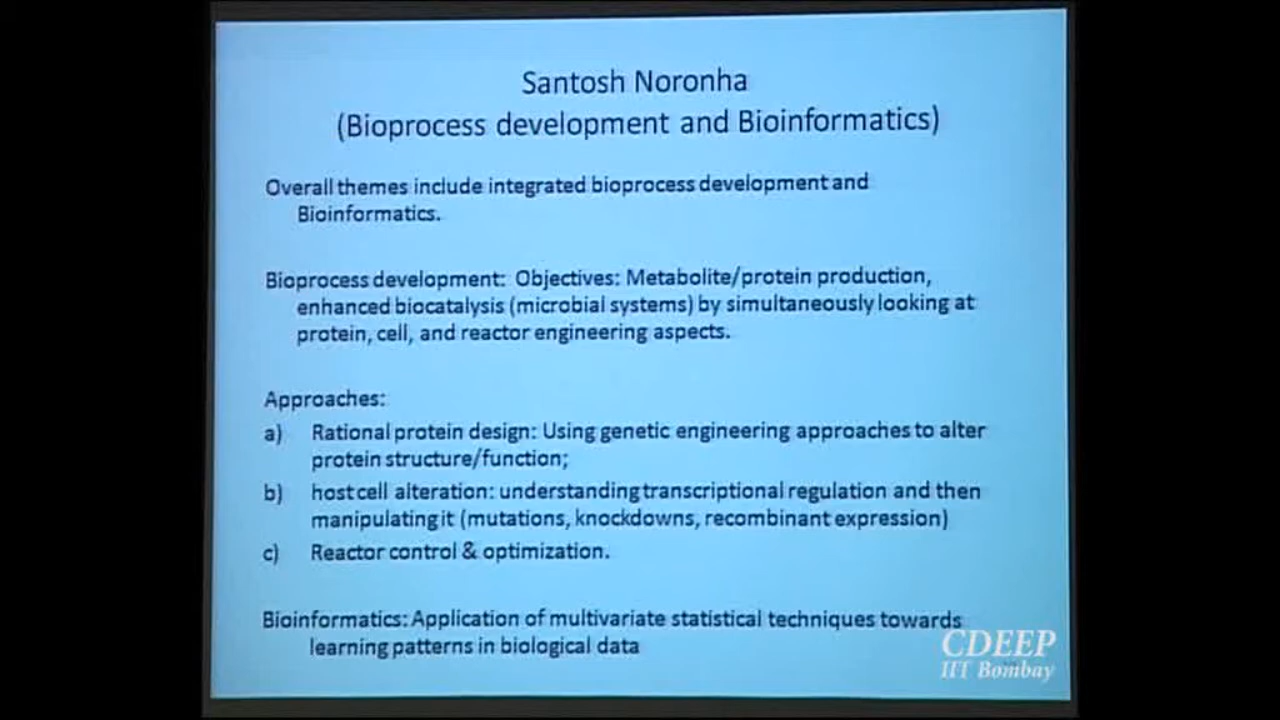 Santosh Noronha
(Bioprocess development and Bioinformatics)
Overall themes include integrated bioprocess development and
Bioinformatics.
Bioprocess development: Objectives: Metabolite/protein production,
enhanced biocatalysis (microbial systems) by simultaneously looking at
protein, cell, and reactor engineering aspects.
Approaches:
a) Rational protein design: Using genetic engineering approaches to alter
protein structure/function;
b) host cell alteration: understanding transcriptional regulation and then
manipulating it (mutations, knockdowns, recombinant expression)
c) Reactor control & optimization.
Bioinformatics: Application of multivariate statistical techniques towards
learning patterns in biological data
CDEEP
IIT Bombay